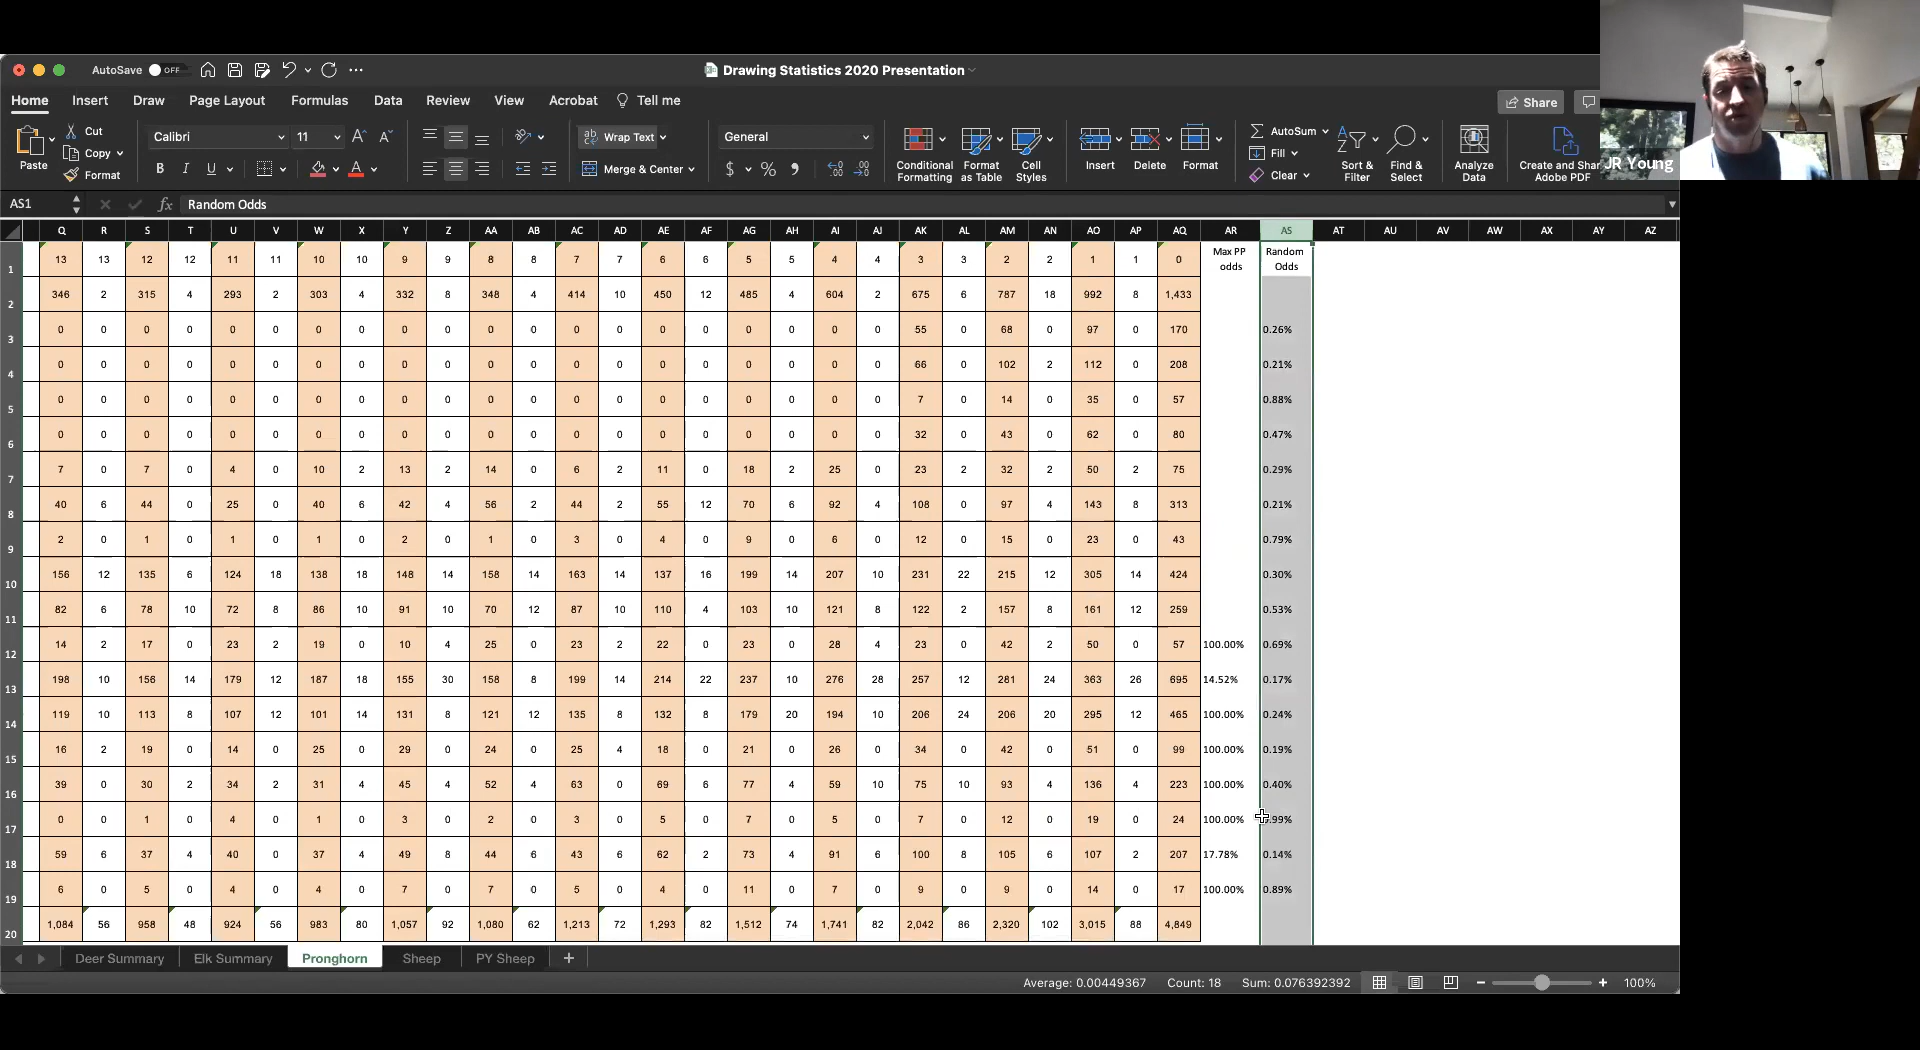 AutoSave OFF
Drawing Statistics 2020 Presentation
Home Insert Draw Page Layout Formulas Data Review View Acrobat Tell me
Share
Paste Cut Copy Format
Calibri 11
Wrap Text
Merge & Center
General
Conditional Formatting
Format as Table
Cell Styles
Insert Delete Format
AutoSum Fill Clear
Sort & Filter
Find & Select
Analyze Data
Create and Shar
Adobe PDF
JR Young
AS1 fx Random Odds
Q R S T U V W X Y Z AA AB AC AD AE AF AG AH AI AJ AK AL AM AN AO AP AQ AR AS AT AU AV AW AX AY AZ
1 13 13 12 12 11 11 10 10 9 9 8 8 7 7 6 6 5 5 4 4 3 3 2 2 1 1 0 Max PP odds Random Odds
2 346 2 315 4 293 2 303 4 332 8 348 4 414 10 450 12 485 4 604 2 675 6 787 18 992 8 1,433
3 0 0 0 0 0 0 0 0 0 0 0 0 0 0 0 0 0 0 0 0 55 0 68 0 97 0 170 0.26%
4 0 0 0 0 0 0 0 0 0 0 0 0 0 0 0 0 0 0 0 0 66 0 102 2 112 0 208 0.21%
5 0 0 0 0 0 0 0 0 0 0 0 0 0 0 0 0 0 0 0 0 7 0 14 0 35 0 57 0.88%
6 0 0 0 0 0 0 0 0 0 0 0 0 0 0 0 0 0 0 0 0 32 0 43 0 62 0 80 0.47%
7 7 0 7 0 4 0 10 2 13 2 14 0 6 2 11 0 18 2 25 0 23 2 32 2 50 2 75 0.29%
8 40 6 44 0 25 0 40 6 42 4 56 2 44 2 55 12 70 6 92 4 108 0 97 4 143 8 313 0.21%
9 2 0 1 0 1 0 1 0 2 0 1 0 3 0 4 0 9 0 6 0 12 0 15 0 23 0 43 0.79%
10 156 12 135 6 124 18 138 18 148 14 158 14 163 14 137 16 199 14 207 10 231 22 215 12 305 14 424 0.30%
11 82 6 78 10 72 8 86 10 91 10 70 12 87 10 110 4 103 10 121 8 122 2 157 8 161 12 259 0.53%
12 14 2 17 0 23 2 19 0 10 4 25 0 23 2 22 0 23 0 28 4 23 0 42 2 50 0 57 100.00% 0.69%
13 198 10 156 14 179 12 187 18 155 30 158 8 199 14 214 22 237 10 276 28 257 12 281 24 363 26 695 14.52% 0.17%
14 119 10 113 8 107 12 101 14 131 8 121 12 135 8 132 8 179 20 194 10 206 24 206 20 295 12 465 100.00% 0.24%
15 16 2 19 0 14 0 25 0 29 0 24 0 25 4 18 0 21 0 26 0 34 0 42 0 51 0 99 100.00% 0.19%
16 39 0 30 2 34 2 31 4 45 4 52 4 63 0 69 6 77 4 59 10 75 10 93 4 136 4 223 100.00% 0.40%
17 0 0 1 0 4 0 1 0 3 0 2 0 3 0 5 0 7 0 5 0 7 0 12 0 19 0 24 100.00% .99%
18 59 6 37 4 40 0 37 4 49 8 44 6 43 6 62 2 73 4 91 6 100 8 105 6 107 2 207 17.78% 0.14%
19 6 0 5 0 4 0 4 0 7 0 7 0 5 0 4 0 11 0 7 0 9 0 9 0 14 0 17 100.00% 0.89%
20 1,084 56 958 48 924 56 983 80 1,057 92 1,080 62 1,213 72 1,293 82 1,512 74 1,741 82 2,042 86 2,320 102 3,015 88 4,849
Deer Summary Elk Summary Pronghorn Sheep PY Sheep +
Average: 0.00449367 Count: 18 Sum: 0.076392392 100%